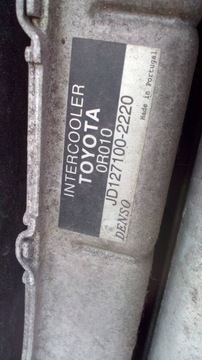 INTERCOOLER
TOYOTA
0R010
JD127100-2220
DENSO
Made in Portugal